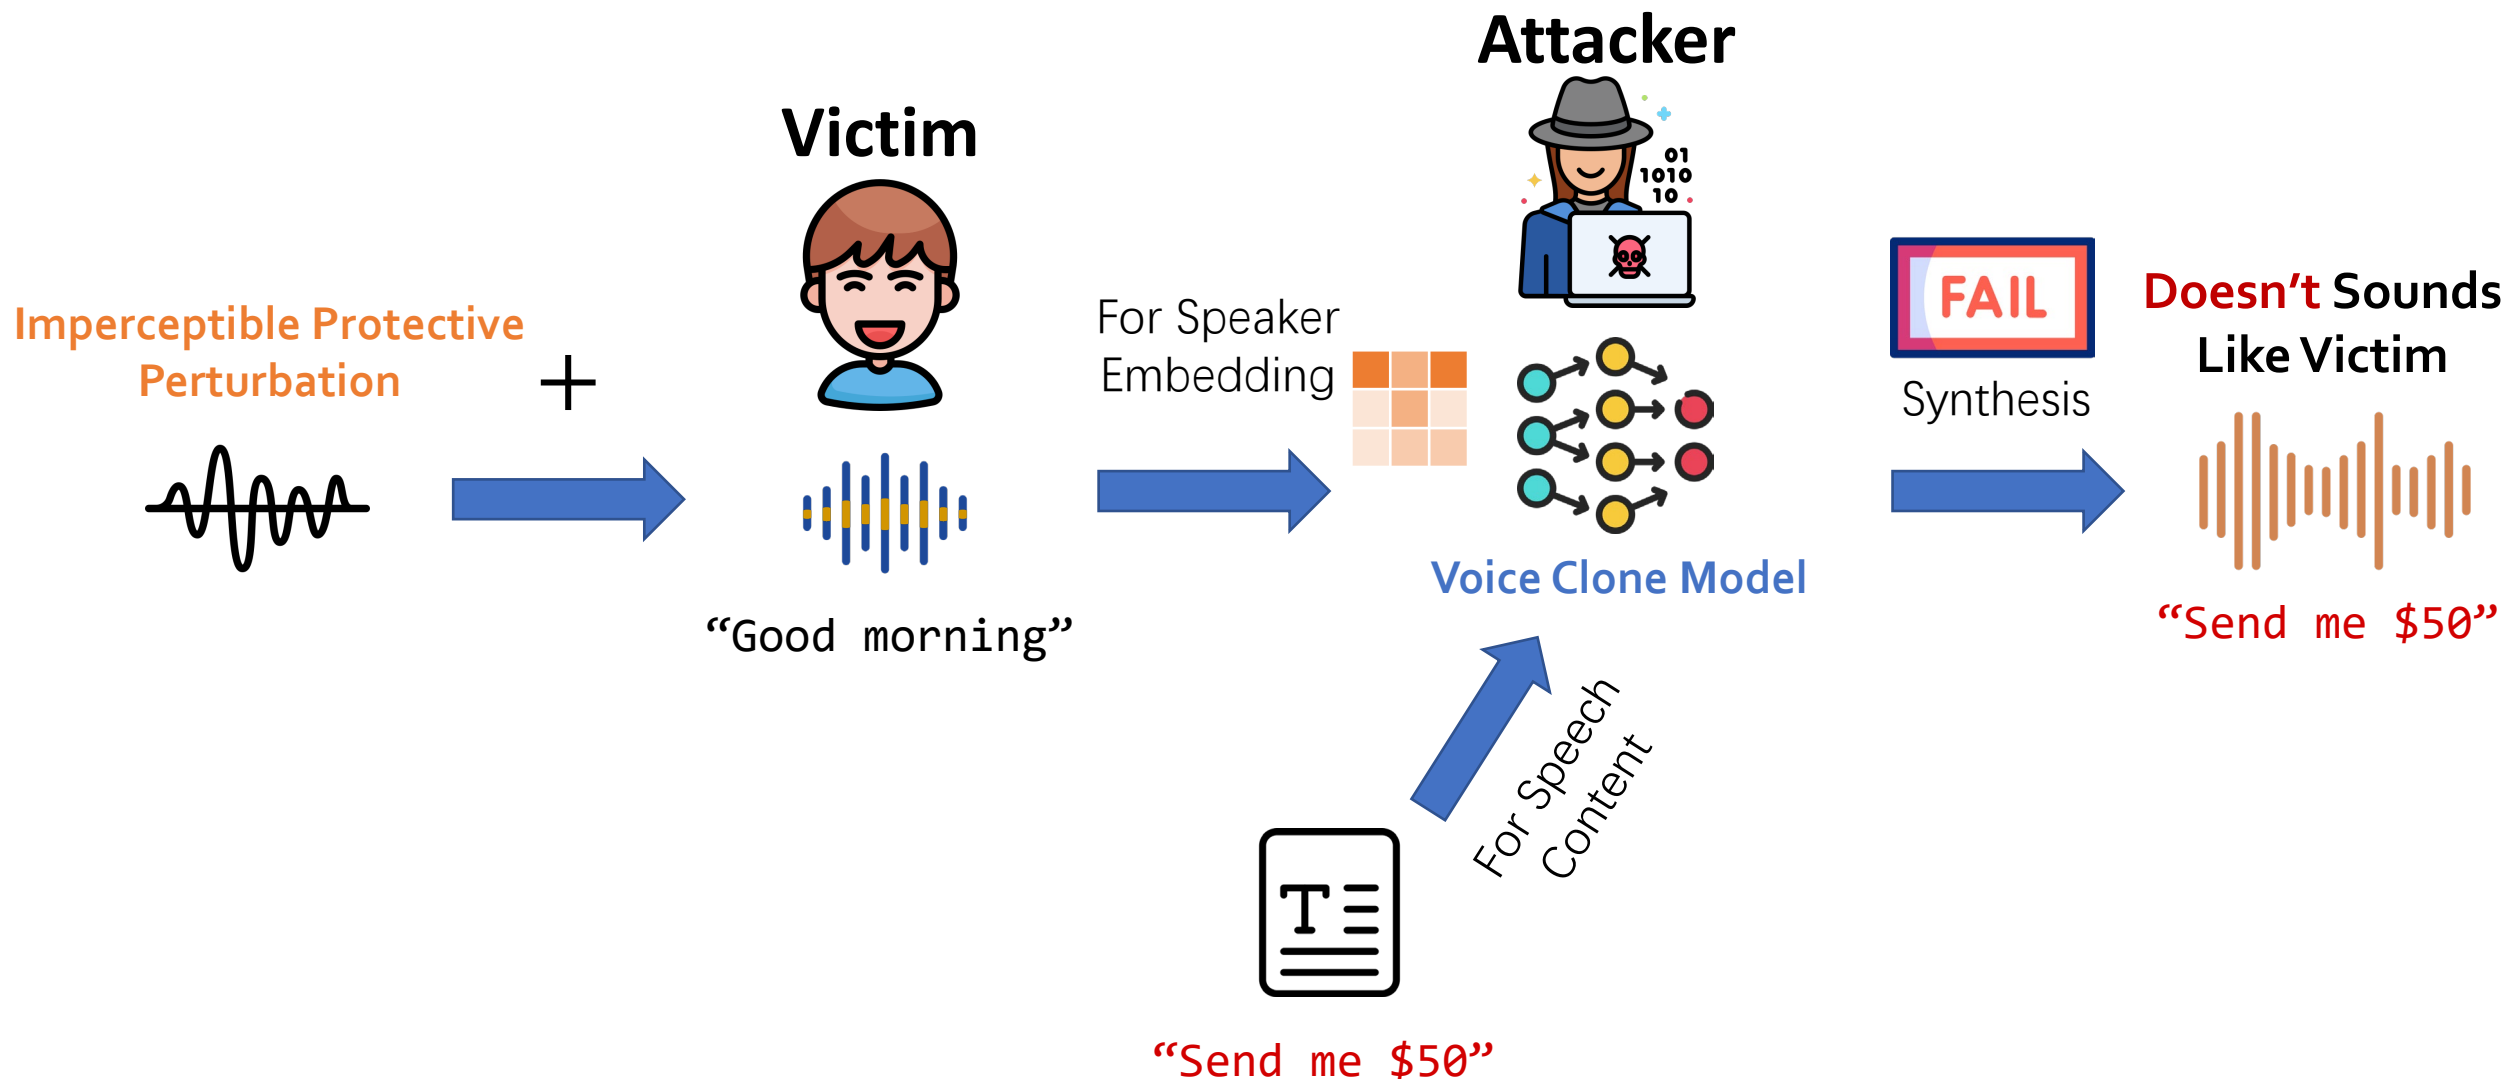 Attacker
Victim
01
1010
10
Imperceptible Protective
Perturbation
+
For Speaker
Embedding
FAIL
Synthesis
Doesn't Sounds
Like Victim
Voice Clone Model
“Good morning”
“Send me $50”
For Speech
Content
T
“Send me $50”